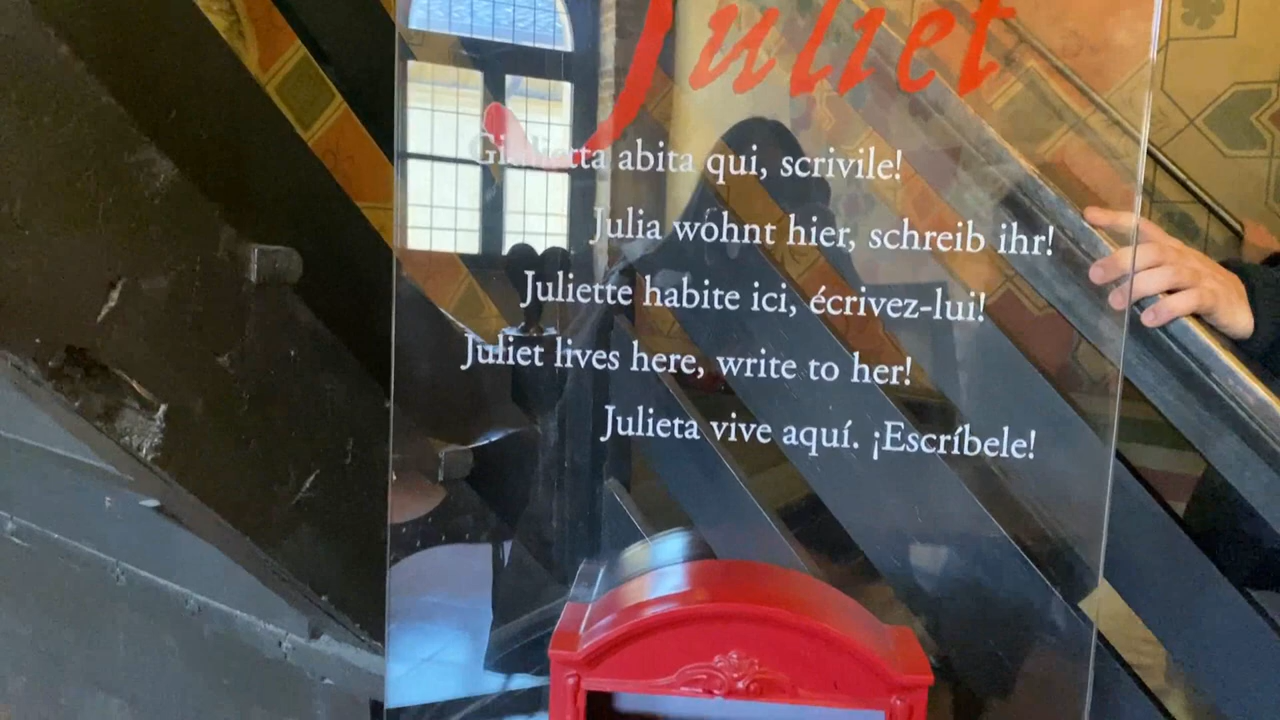 Juliet
Giulietta abita qui, scrivile!
Julia wohnt hier, schreib ihr!
Juliette habite ici, écrivez-lui!
Juliet lives here, write to her!
Julieta vive aquí. ¡Escríbele!